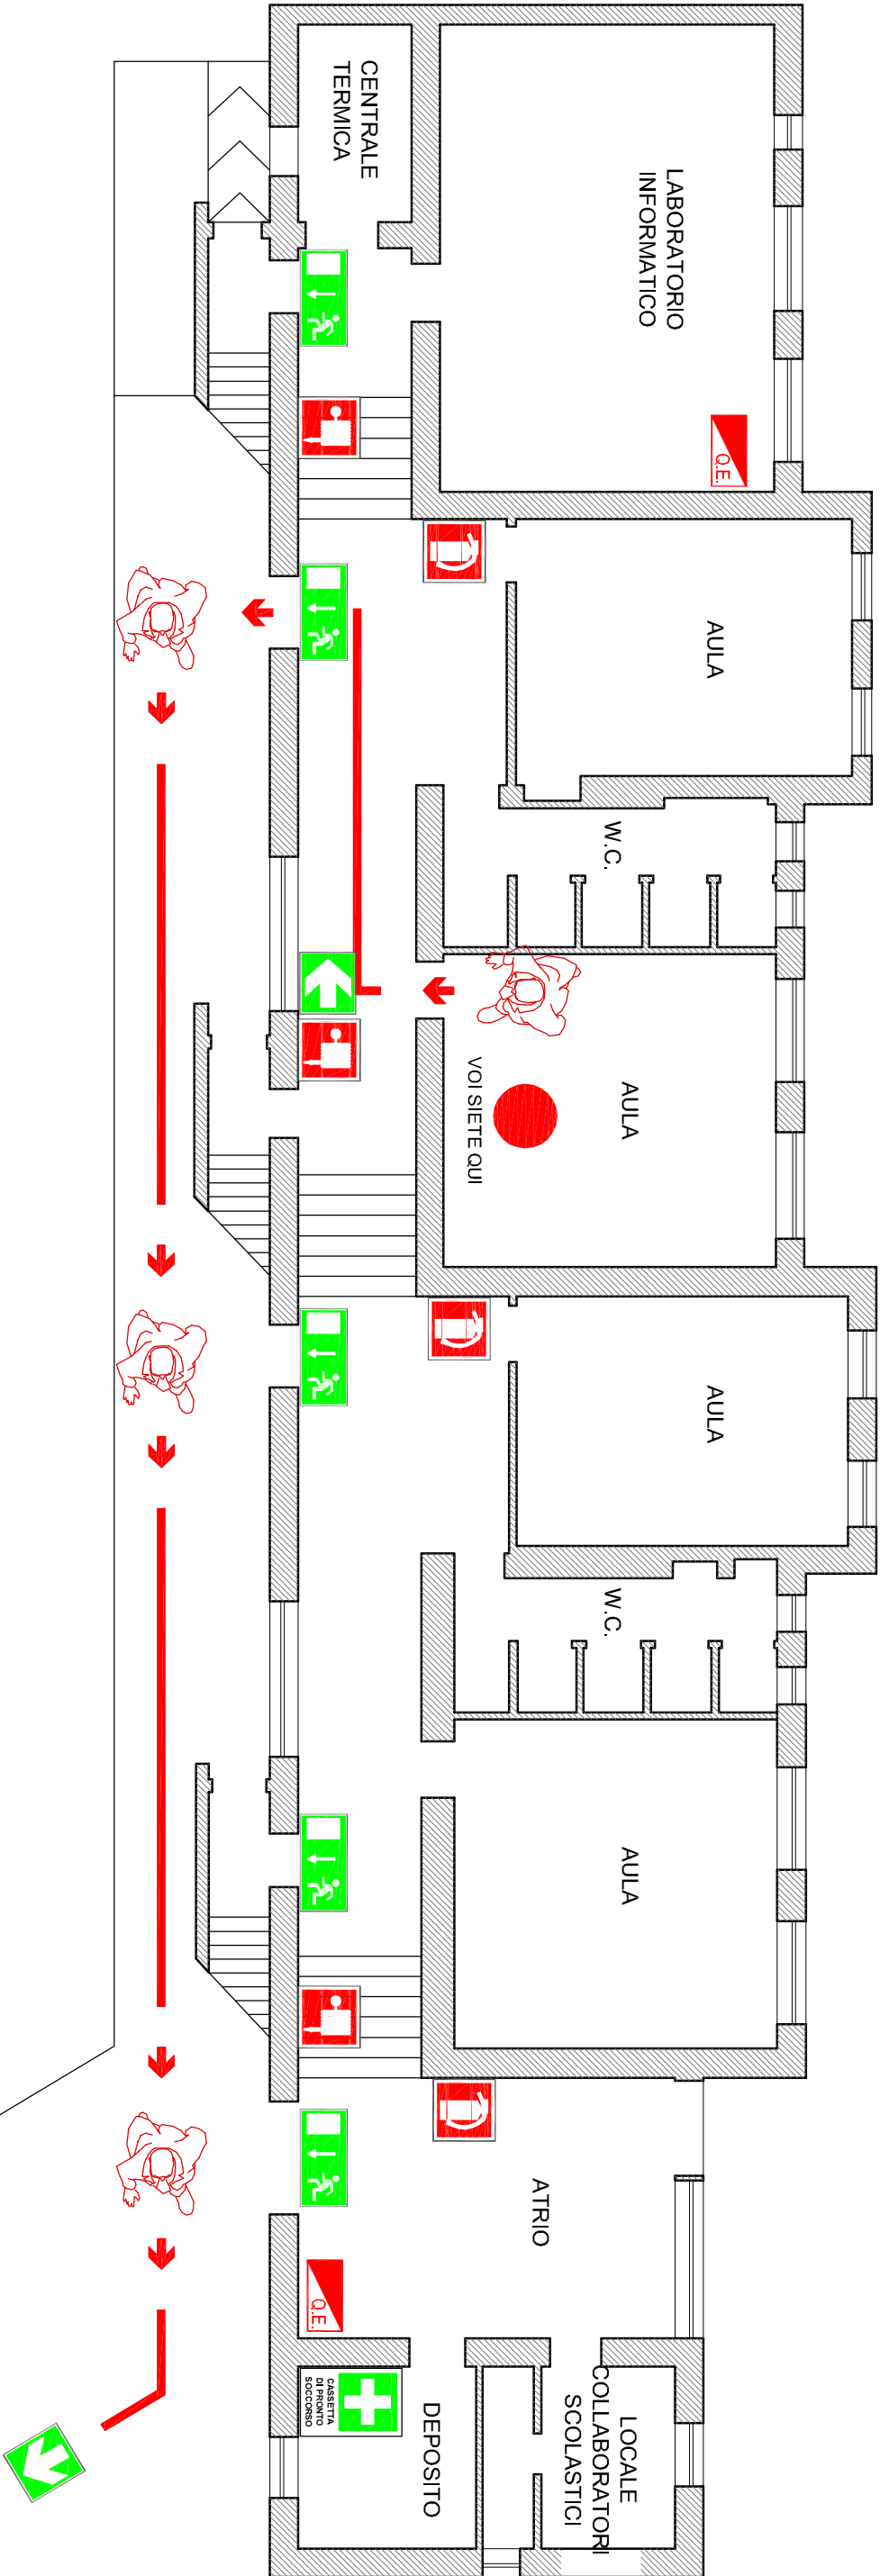 CENTRALE
TERMICA
LABORATORIO
INFORMATICO
Q.E.
AULA
W.C.
AULA
VOI SIETE QUI
AULA
W.C.
AULA
ATRIO
Q.E.
CASSETTA
DI PRONTO
SOCCORSO
DEPOSITO
LOCALE
COLLABORATORI
SCOLASTICI